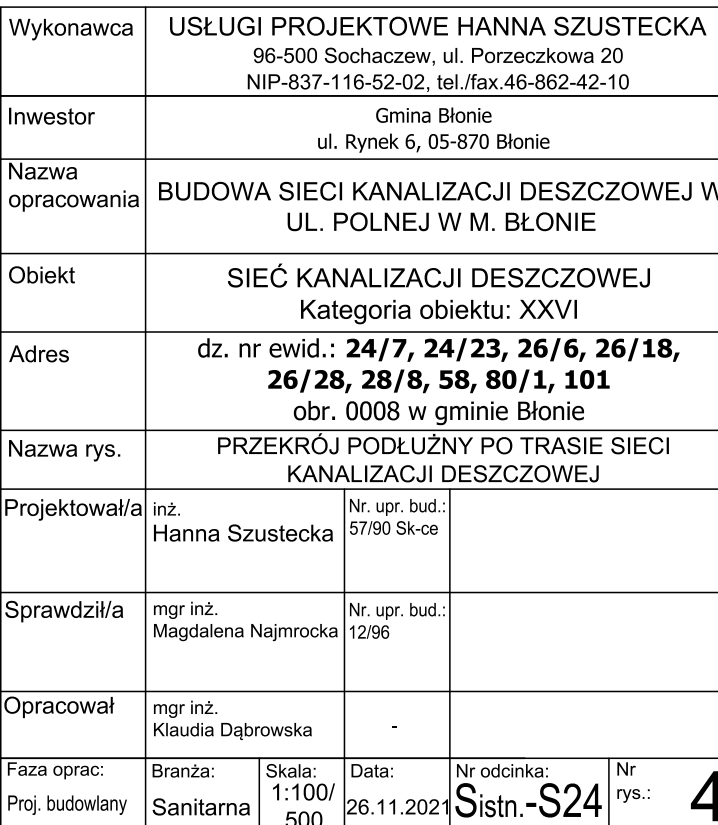 Wykonawca
USŁUGI PROJEKTOWE HANNA SZUSTECKA
96-500 Sochaczew, ul. Porzeczkowa 20
NIP-837-116-52-02, tel./fax.46-862-42-10
Inwestor
Gmina Błonie
ul. Rynek 6, 05-870 Błonie
Nazwa
opracowania
BUDOWA SIECI KANALIZACJI DESZCZOWEJ W
UL. POLNEJ W M. BŁONIE
Obiekt
SIEĆ KANALIZACJI DESZCZOWEJ
Kategoria obiektu: XXVI
Adres
dz. nr ewid.: 24/7, 24/23, 26/6, 26/18,
26/28, 28/8, 58, 80/1, 101
obr. 0008 w gminie Błonie
Nazwa rys.
PRZEKRÓJ PODŁUŻNY PO TRASIE SIECI
KANALIZACJI DESZCZOWEJ
Projektował/a
inż.
Hanna Szustecka
Nr. upr. bud.:
57/90 Sk-ce
Sprawdził/a
mgr inż.
Magdalena Najmrocka
Nr. upr. bud.:
12/96
Opracował
mgr inż.
Klaudia Dąbrowska
-
Faza oprac:
Proj. budowlany
Branża:
Sanitarna
Skala:
1:100/
500
Data:
26.11.2021
Nr odcinka:
Sistn.-S24
Nr
rys.:
4